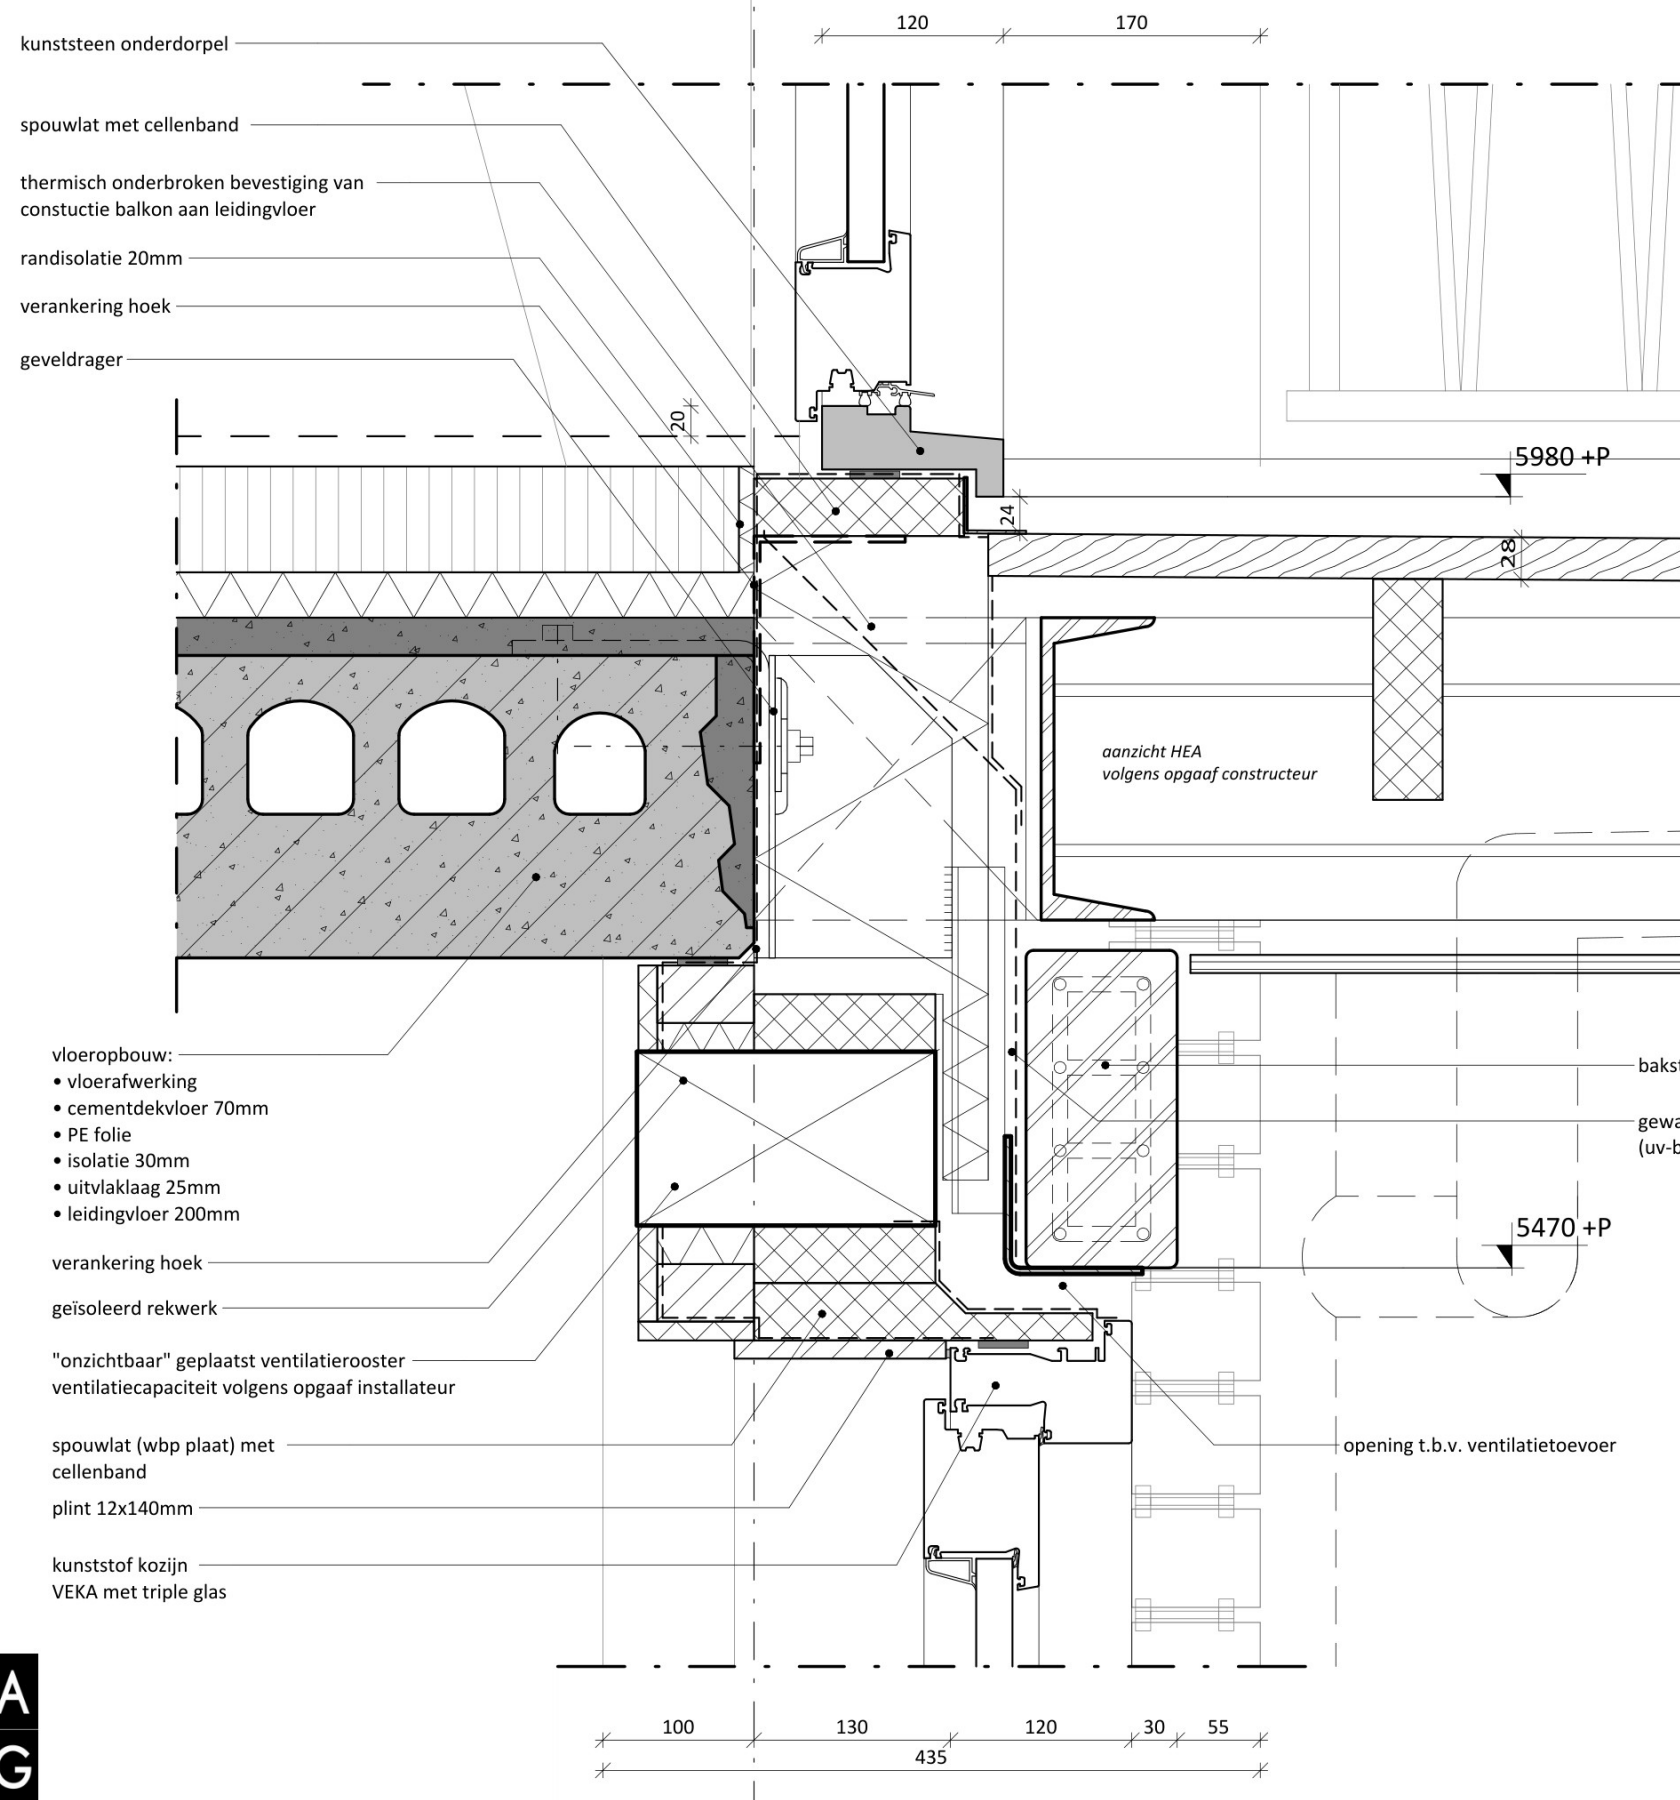 120
170
kunststeen onderdorpel
spouwlat met cellenband
thermisch onderbroken bevestiging van
constuctie balkon aan leidingvloer
randisolatie 20mm
verankering hoek
geveldrager
20
5980 +P
24
28
aanzicht HEA
volgens opgaaf constructeur
vloeropbouw:
• vloerafwerking
• cementdekvloer 70mm
• PE folie
• isolatie 30mm
• uitvlaklaag 25mm
• leidingvloer 200mm
bakst
gewa
(uv-b
5470 +P
verankering hoek
geïsoleerd rekwerk
"onzichtbaar" geplaatst ventilatierooster
ventilatiecapaciteit volgens opgaaf installateur
spouwlat (wbp plaat) met
cellenband
opening t.b.v. ventilatietoevoer
plint 12x140mm
kunststof kozijn
VEKA met triple glas
A
G
100
130
120
30
55
435